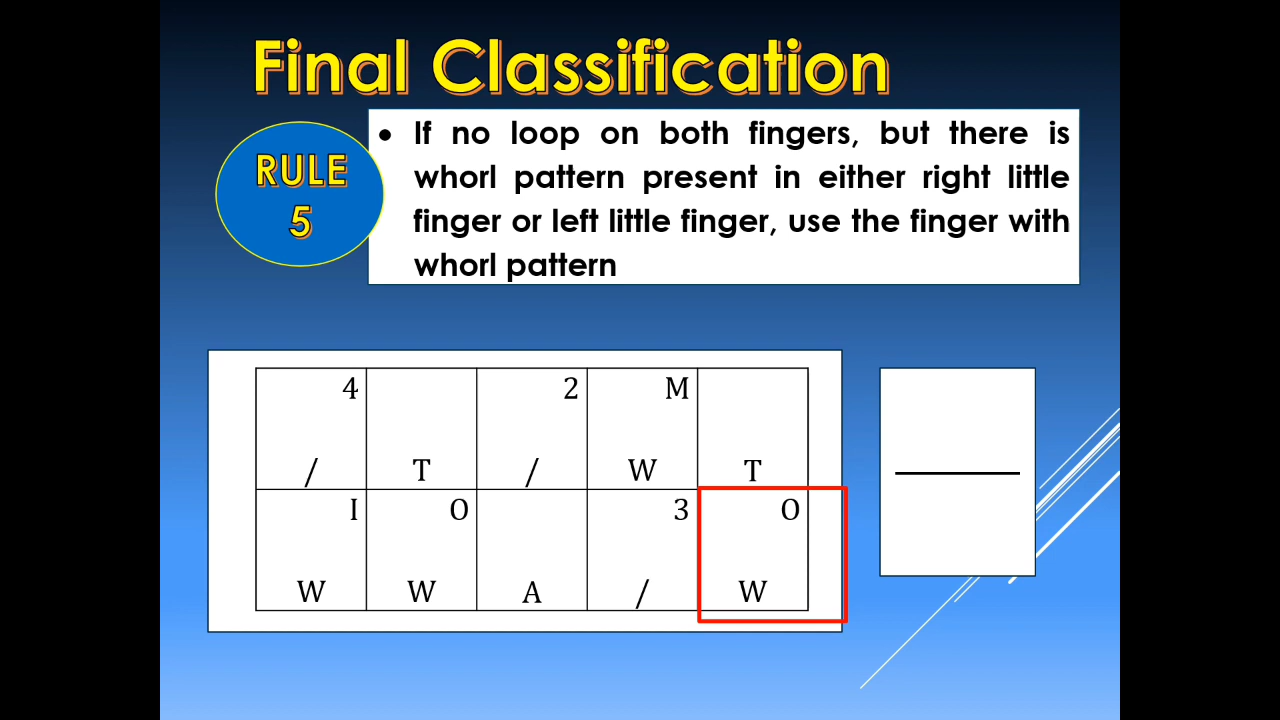 Final Classification
RULE
5
• If no loop on both fingers, but there is
whorl pattern present in either right little
finger or left little finger, use the finger with
whorl pattern
4 2 M
/ T / W T
I O 3 O
W W A / W